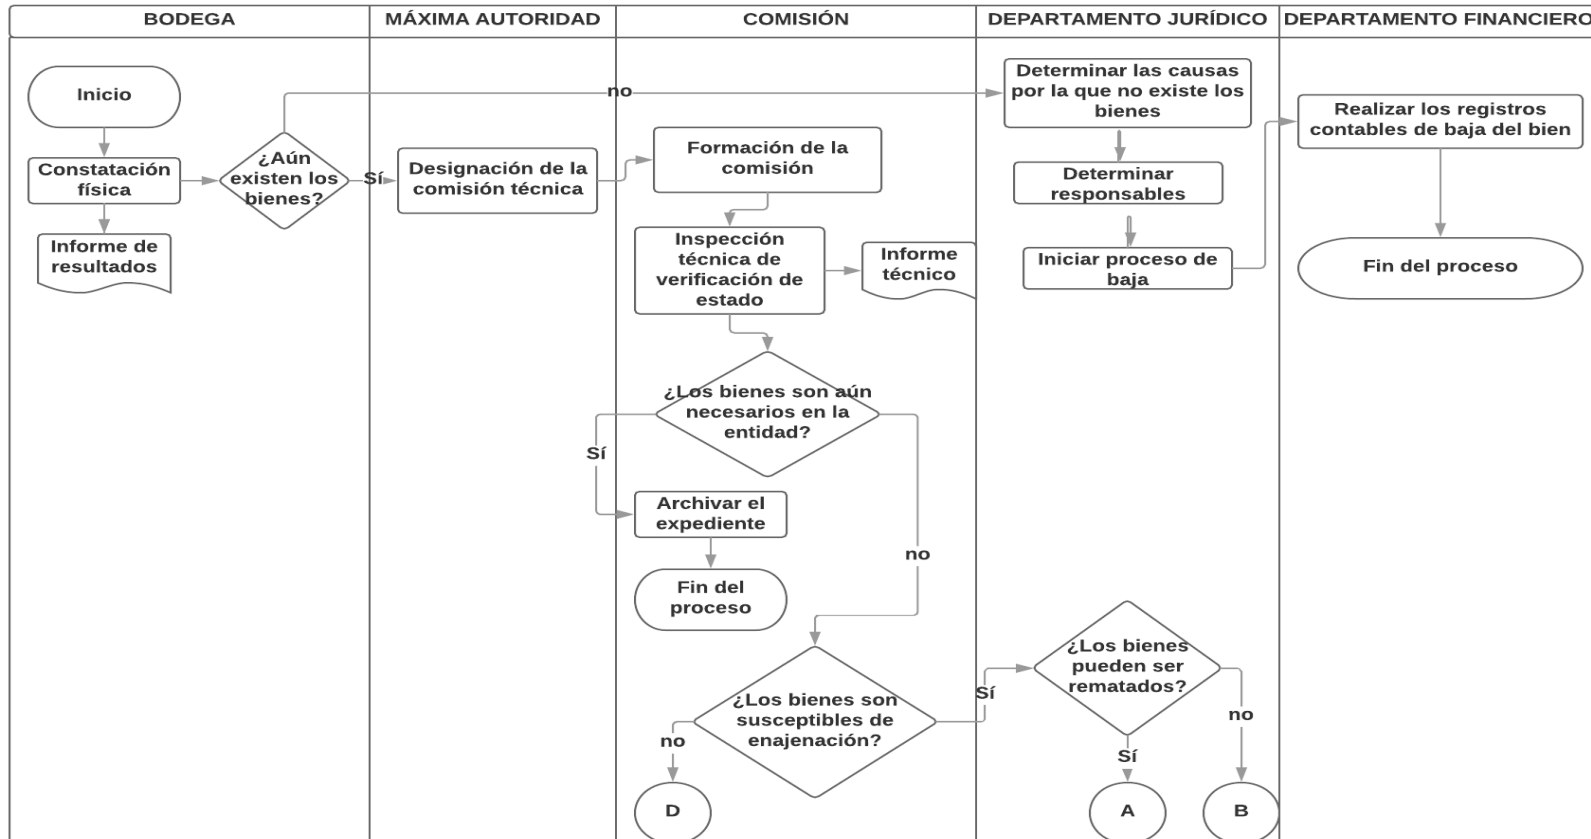 BODEGA
MÁXIMA AUTORIDAD
COMISIÓN
DEPARTAMENTO JURÍDICO
DEPARTAMENTO FINANCIERO
Inicio
Constatación
física
Informe de
resultados
¿Aún
existen los
bienes?
no
Sí
Designación de la
comisión técnica
Formación de la
comisión
Inspección
técnica de
verificación de
estado
Informe
técnico
¿Los bienes son aún
necesarios en la
entidad?
Sí
no
Archivar el
expediente
Fin del
proceso
¿Los bienes son
susceptibles de
enajenación?
no
Sí
D
Determinar las causas
por la que no existe los
bienes
Determinar
responsables
Iniciar proceso de
baja
¿Los bienes
pueden ser
rematados?
Sí
no
A
B
Realizar los registros
contables de baja del bien
Fin del proceso